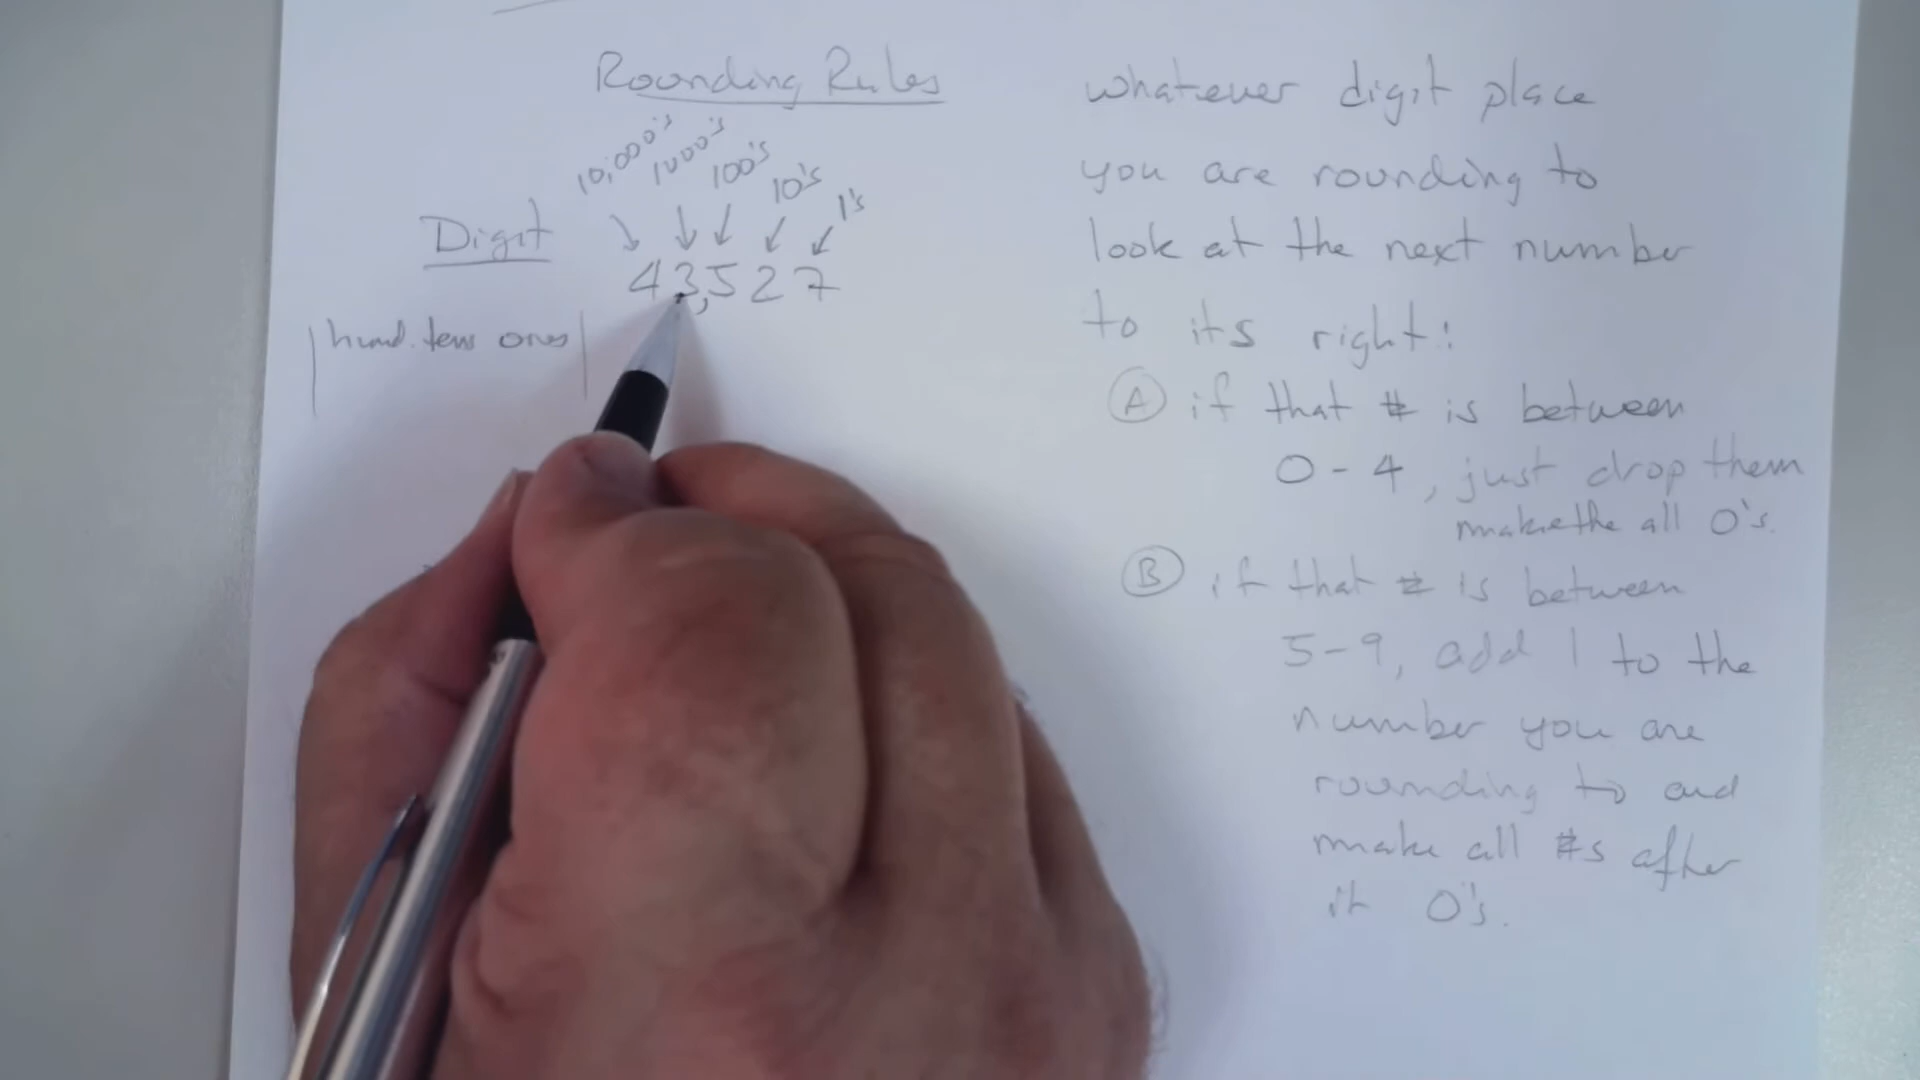 Rounding Rules
10,000's 1000's 100's 10's 1's
Digit
43,527
hund. tens ones
whatever digit place
you are rounding to
look at the next number
to its right:
A if that # is between
0-4, just drop them
make the all 0's.
B if that # is between
5-9, add 1 to the
number you are
rounding to and
make all #s after
it 0's.